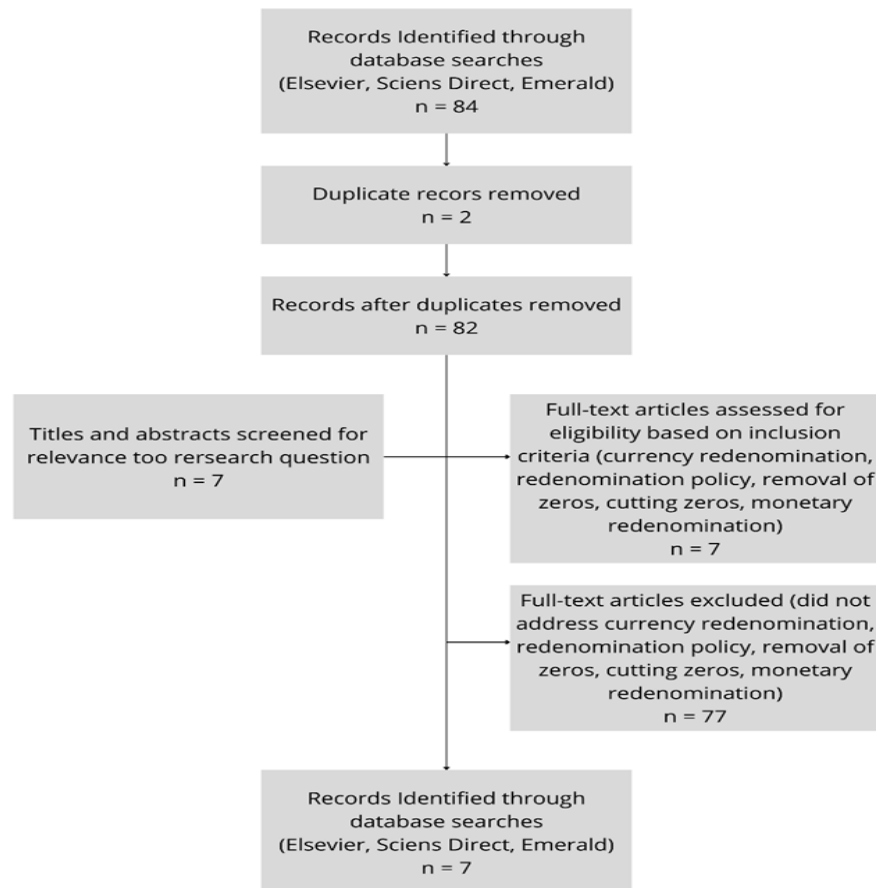 Records Identified through
database searches
(Elsevier, Sciens Direct, Emerald)
n = 84
Duplicate recors removed
n = 2
Records after duplicates removed
n = 82
Titles and abstracts screened for
relevance too rersearch question
n = 7
Full-text articles assessed for
eligibility based on inclusion
criteria (currency redenomination,
redenomination policy, removal of
zeros, cutting zeros, monetary
redenomination)
n = 7
Full-text articles excluded (did not
address currency redenomination,
redenomination policy, removal of
zeros, cutting zeros, monetary
redenomination)
n = 77
Records Identified through
database searches
(Elsevier, Sciens Direct, Emerald)
n = 7